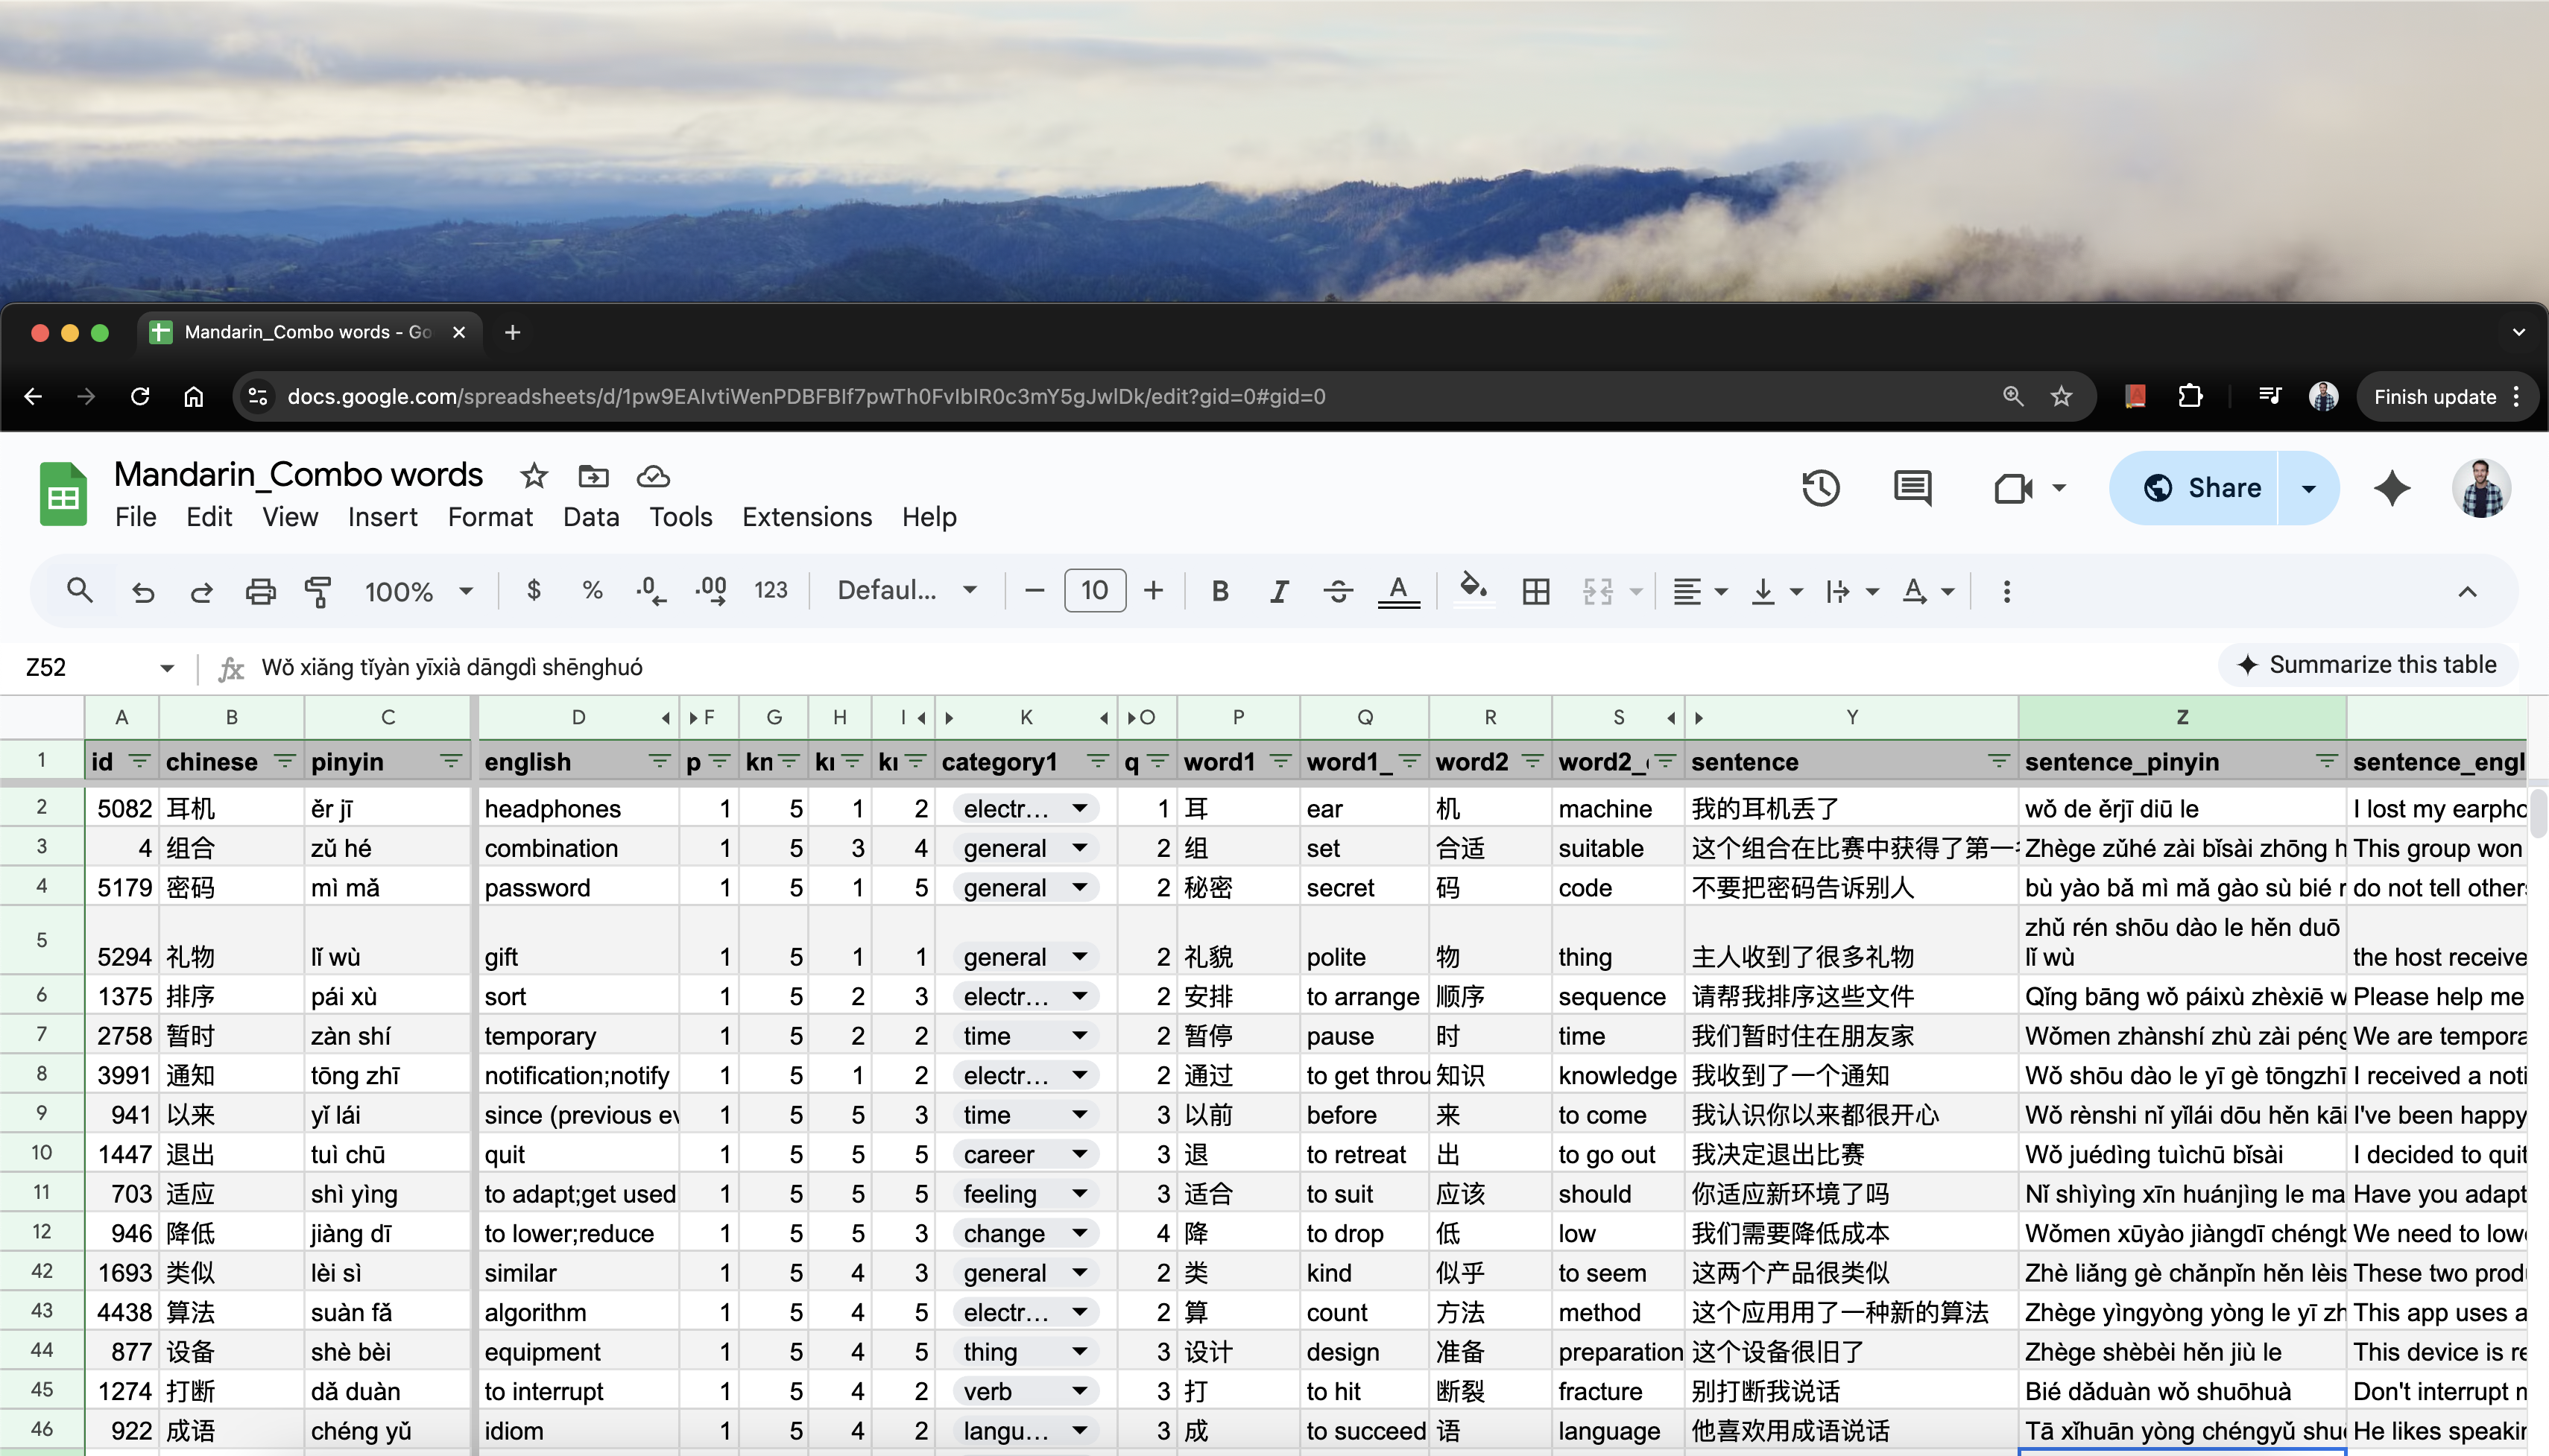 Mandarin_Combo words - Go
docs.google.com/spreadsheets/d/1pw9EAIvtiWenPDBFBIf7pwTh0FvIbIR0c3mY5gJwIDk/edit?gid=0#gid=0
Finish update
Mandarin_Combo words
Share
File Edit View Insert Format Data Tools Extensions Help
100% $ % .0 .00 123 Defaul... 10 B I A A
Z52 fx Wǒ xiǎng tǐyàn yīxià dāngdì shēnghuó
Summarize this table
A B C D F G H I K O P Q R S Y Z
1 id chinese pinyin english p kn category1 q word1 word1_ word2 word2_ sentence sentence_pinyin sentence_engl
2 5082 耳机 ěr jī headphones 1 5 1 2 electr... 1 耳 ear 机 machine 我的耳机丢了 wǒ de ěrjī diū le I lost my earpho
3 4 组合 zǔ hé combination 1 5 3 4 general 2 组 set 合适 suitable 这个组合在比赛中获得了第一 Zhège zǔhé zài bǐsài zhōng h This group won
4 5179 密码 mì mǎ password 1 5 1 5 general 2 秘密 secret 码 code 不要把密码告诉别人 bù yào bǎ mì mǎ gào sù bié r do not tell other
5 5294 礼物 lǐ wù gift 1 5 1 1 general 2 礼貌 polite 物 thing 主人收到了很多礼物 zhǔ rén shōu dào le hěn duō lǐ wù the host receive
6 1375 排序 pái xù sort 1 5 2 3 electr... 2 安排 to arrange 顺序 sequence 请帮我排序这些文件 Qǐng bāng wǒ páixù zhèxiē w Please help me
7 2758 暂时 zàn shí temporary 1 5 2 2 time 2 暂停 pause 时 time 我们暂时住在朋友家 Wǒmen zhànshí zhù zài péng We are tempora
8 3991 通知 tōng zhī notification;notify 1 5 1 2 electr... 2 通过 to get throu 知识 knowledge 我收到了一个通知 Wǒ shōu dào le yī gè tōngzhī I received a noti
9 941 以来 yǐ lái since (previous ev 1 5 5 3 time 3 以前 before 来 to come 我认识你以来都很开心 Wǒ rènshi nǐ yǐlái dōu hěn kāi I've been happy
10 1447 退出 tuì chū quit 1 5 5 5 career 3 退 to retreat 出 to go out 我决定退出比赛 Wǒ juédìng tuìchū bǐsài I decided to quit
11 703 适应 shì yìng to adapt;get used 1 5 5 5 feeling 3 适合 to suit 应该 should 你适应新环境了吗 Nǐ shìyìng xīn huánjìng le ma Have you adapt
12 946 降低 jiàng dī to lower;reduce 1 5 5 3 change 4 降 to drop 低 low 我们需要降低成本 Wǒmen xūyào jiàngdī chéngb We need to low
42 1693 类似 lèi sì similar 1 5 4 3 general 2 类 kind 似乎 to seem 这两个产品很类似 Zhè liǎng gè chǎnpǐn hěn lèis These two prod
43 4438 算法 suàn fǎ algorithm 1 5 4 5 electr... 2 算 count 方法 method 这个应用用了一种新的算法 Zhège yìngyòng yòng le yī zh This app uses a
44 877 设备 shè bèi equipment 1 5 4 5 thing 3 设计 design 准备 preparation 这个设备很旧了 Zhège shèbèi hěn jiù le This device is re
45 1274 打断 dǎ duàn to interrupt 1 5 4 2 verb 3 打 to hit 断裂 fracture 别打断我说话 Bié dǎduàn wǒ shuōhuà Don't interrupt
46 922 成语 chéng yǔ idiom 1 5 4 2 langu... 3 成 to succeed 语 language 他喜欢用成语说话 Tā xǐhuān yòng chéngyǔ shu He likes speaki